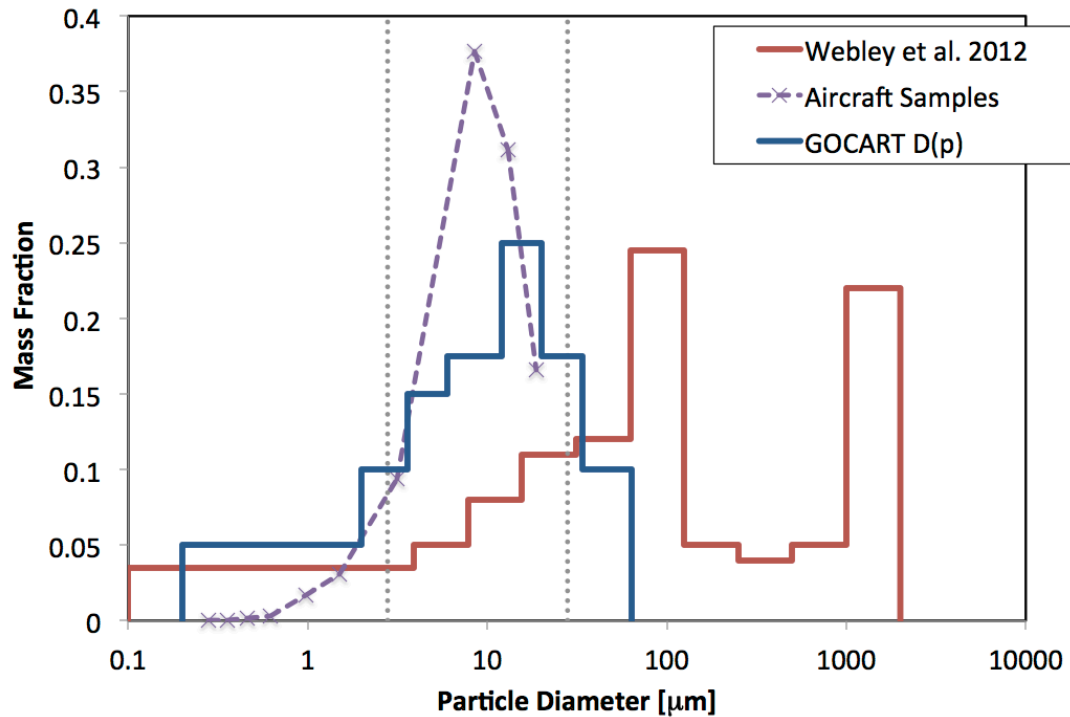 0.4
0.35
0.3
0.25
0.2
0.15
0.1
0.05
0
Mass Fraction
Webley et al. 2012
Aircraft Samples
GOCART D(p)
0.1 1 10 100 1000 10000
Particle Diameter [μm]